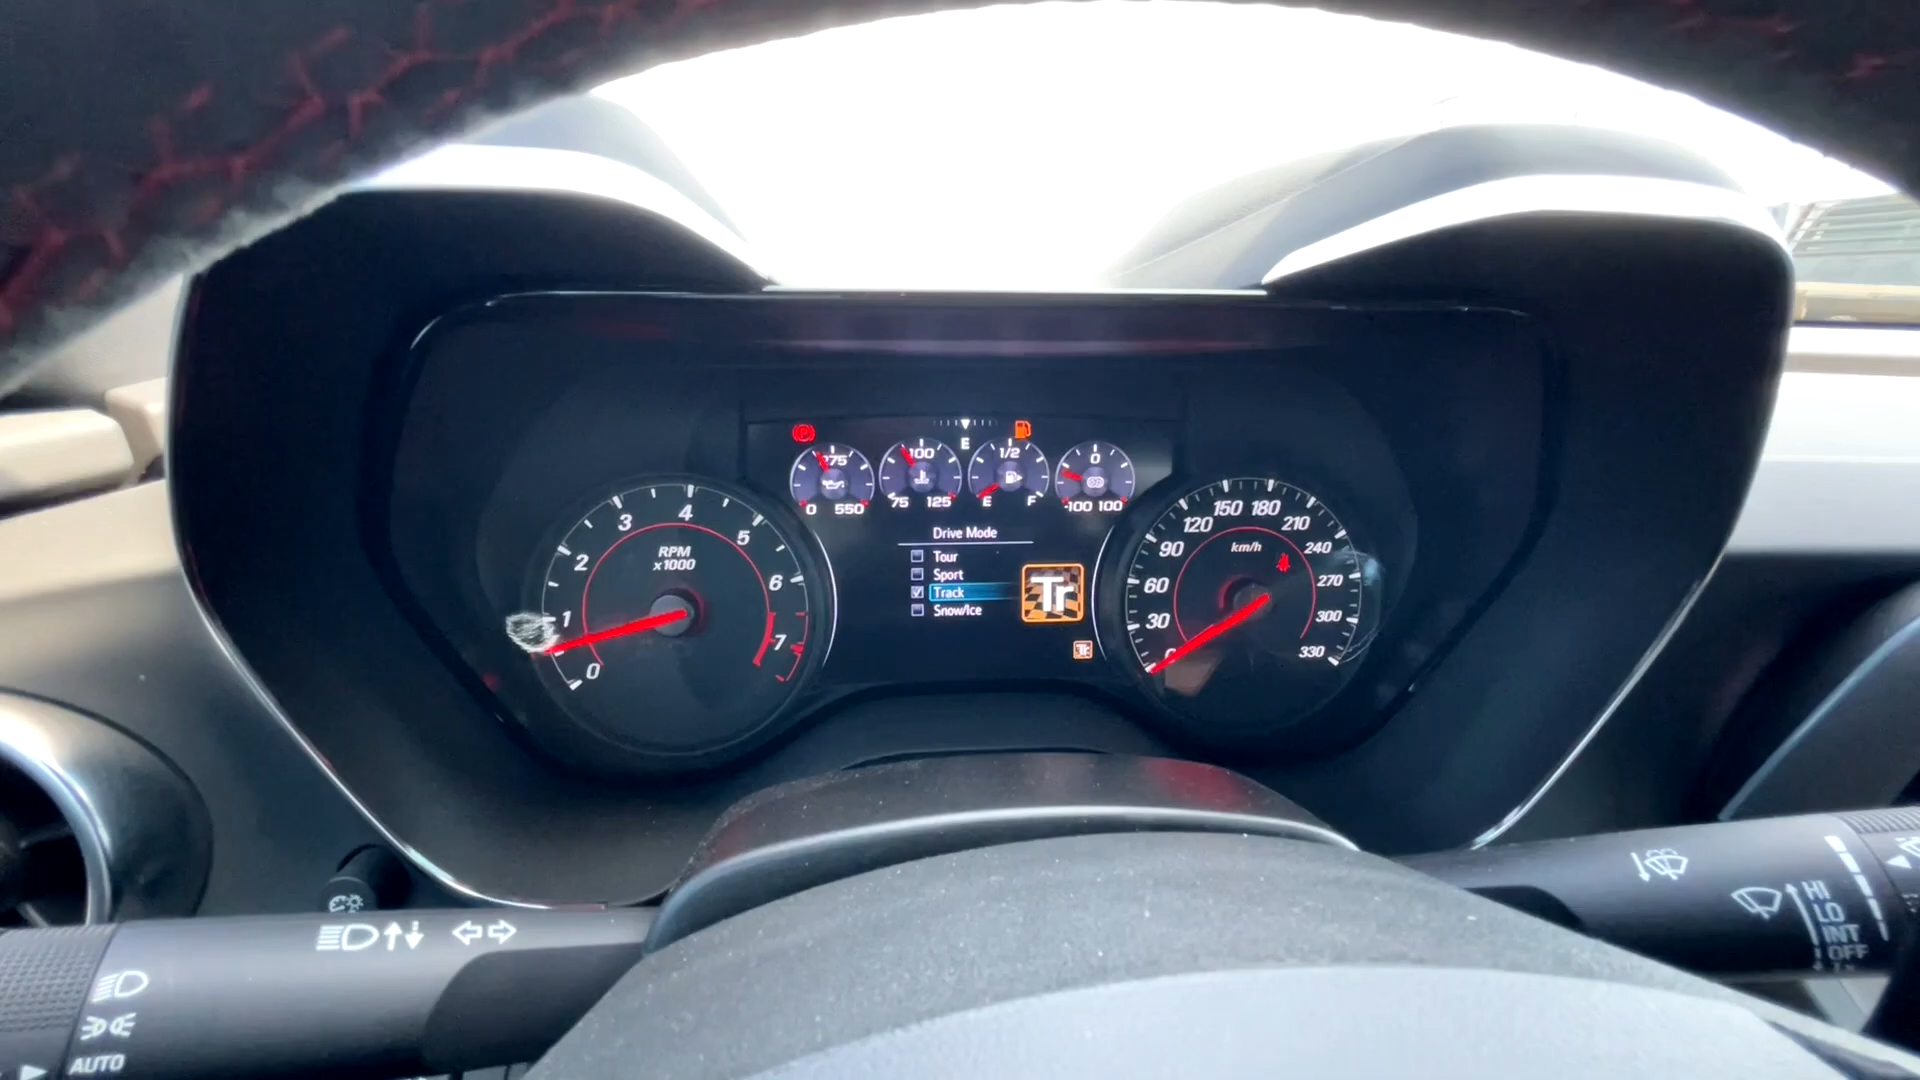 E
275
0 550
100
75 125
1/2
E F
0
-100 100
Drive Mode
Tour
Sport
Track
Snow/Ice
Tr
Tr
RPM
x1000
0
1
2
3
4
5
6
7
km/h
30
60
90
120
150
180
210
240
270
300
330
AUTO
HI
LO
INT
OFF